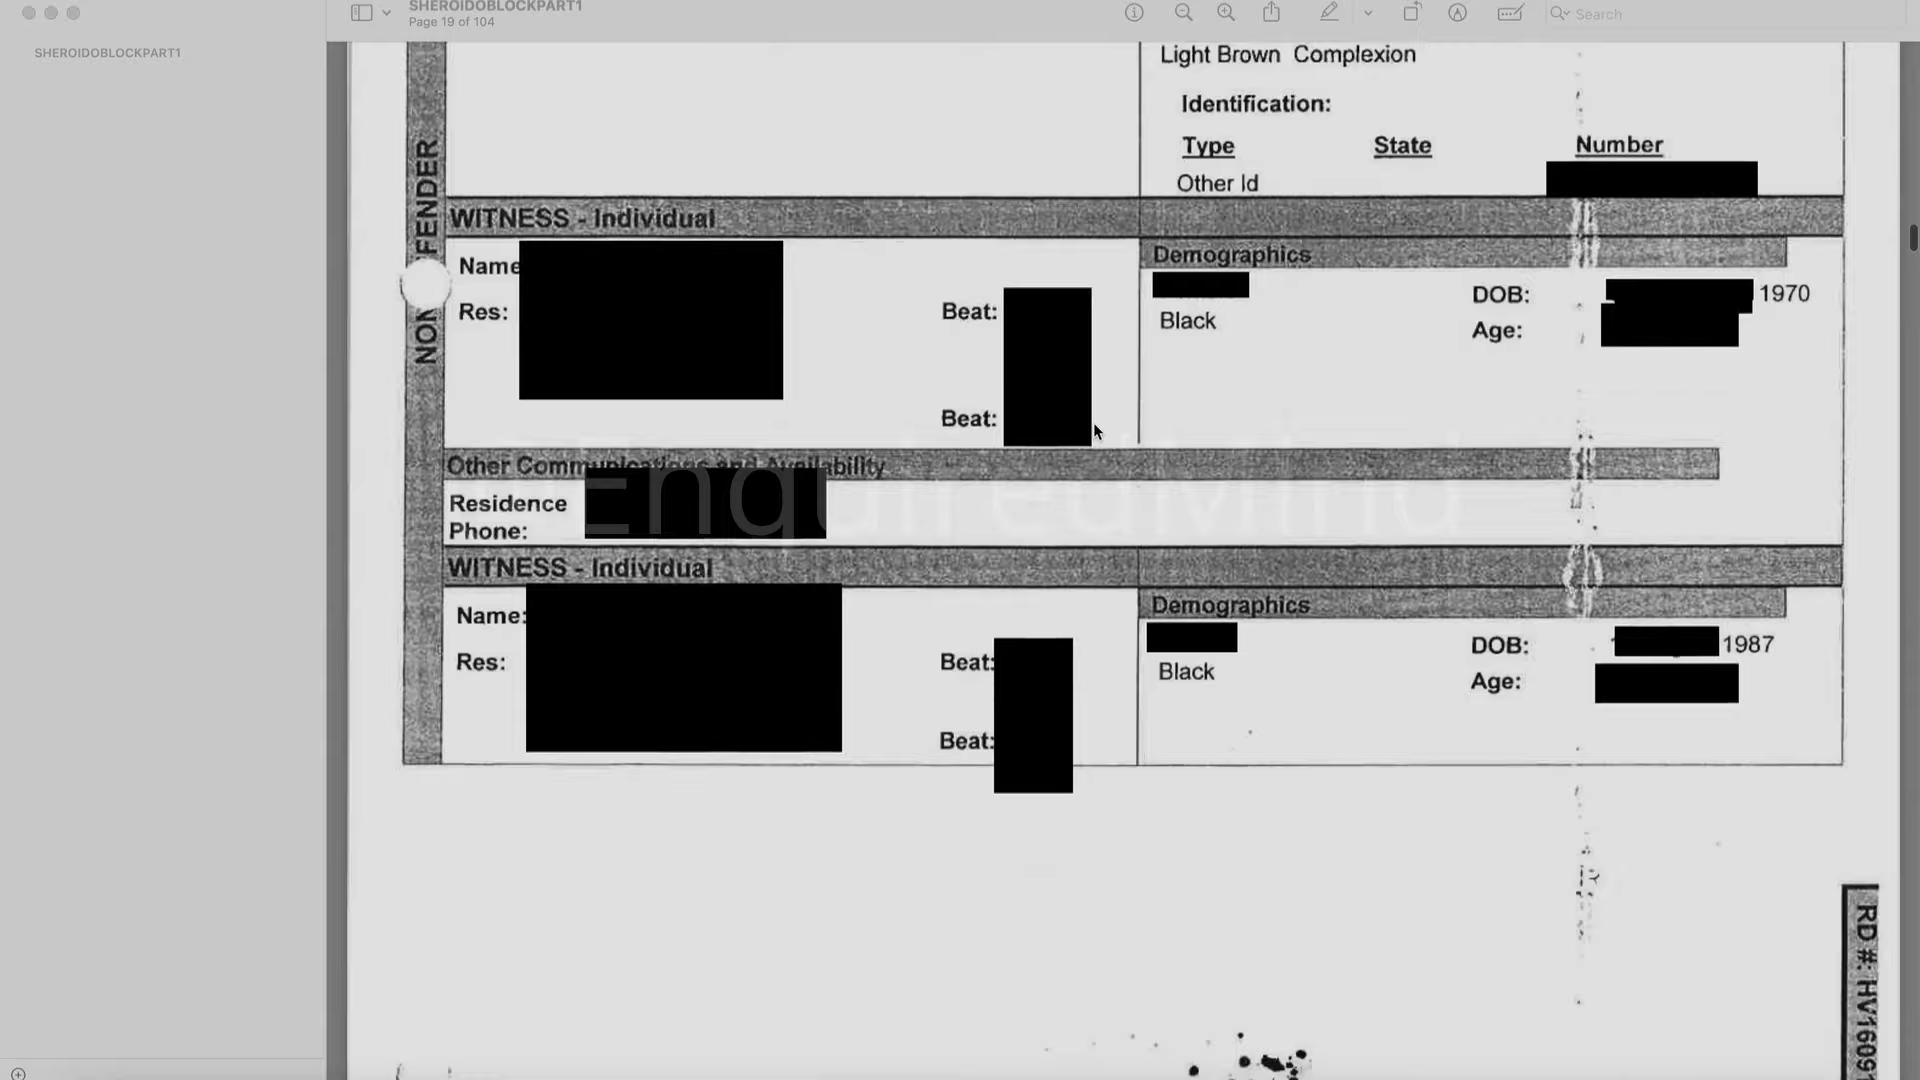 SHEROIDOBLOCKPART1
Page 19 of 104
Search
SHEROIDOBLOCKPART1
Light Brown Complexion
Identification:
Type State Number
Other Id
WITNESS - Individual
Name
Res:
Beat:
Beat:
Demographics
Black
DOB: 1970
Age:
Other Communications and Availability
Residence
Phone:
EnquiredMind
WITNESS - Individual
Name:
Res:
Beat:
Beat:
Demographics
Black
DOB: 1987
Age:
RD #: HV1609